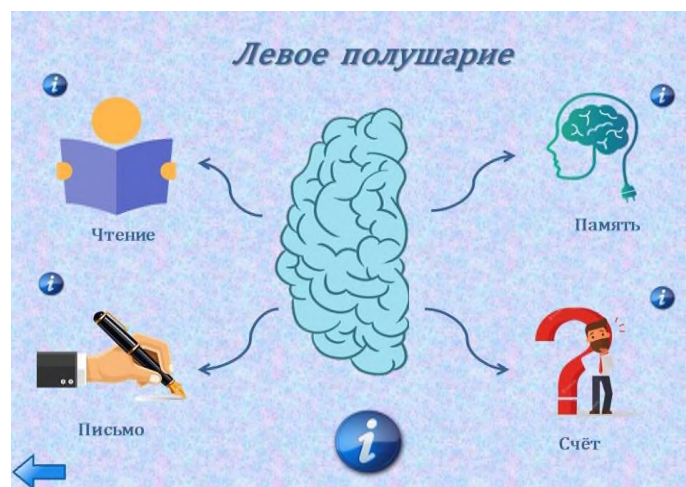 Левое полушарие
Чтение
Память
Письмо
Счёт